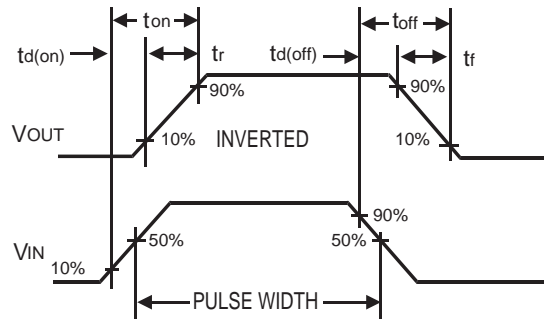 ton toff
td(on) tr td(off) tf
90% 90%
VOUT 10% INVERTED 10%
90%
VIN 50% 50%
10%
PULSE WIDTH